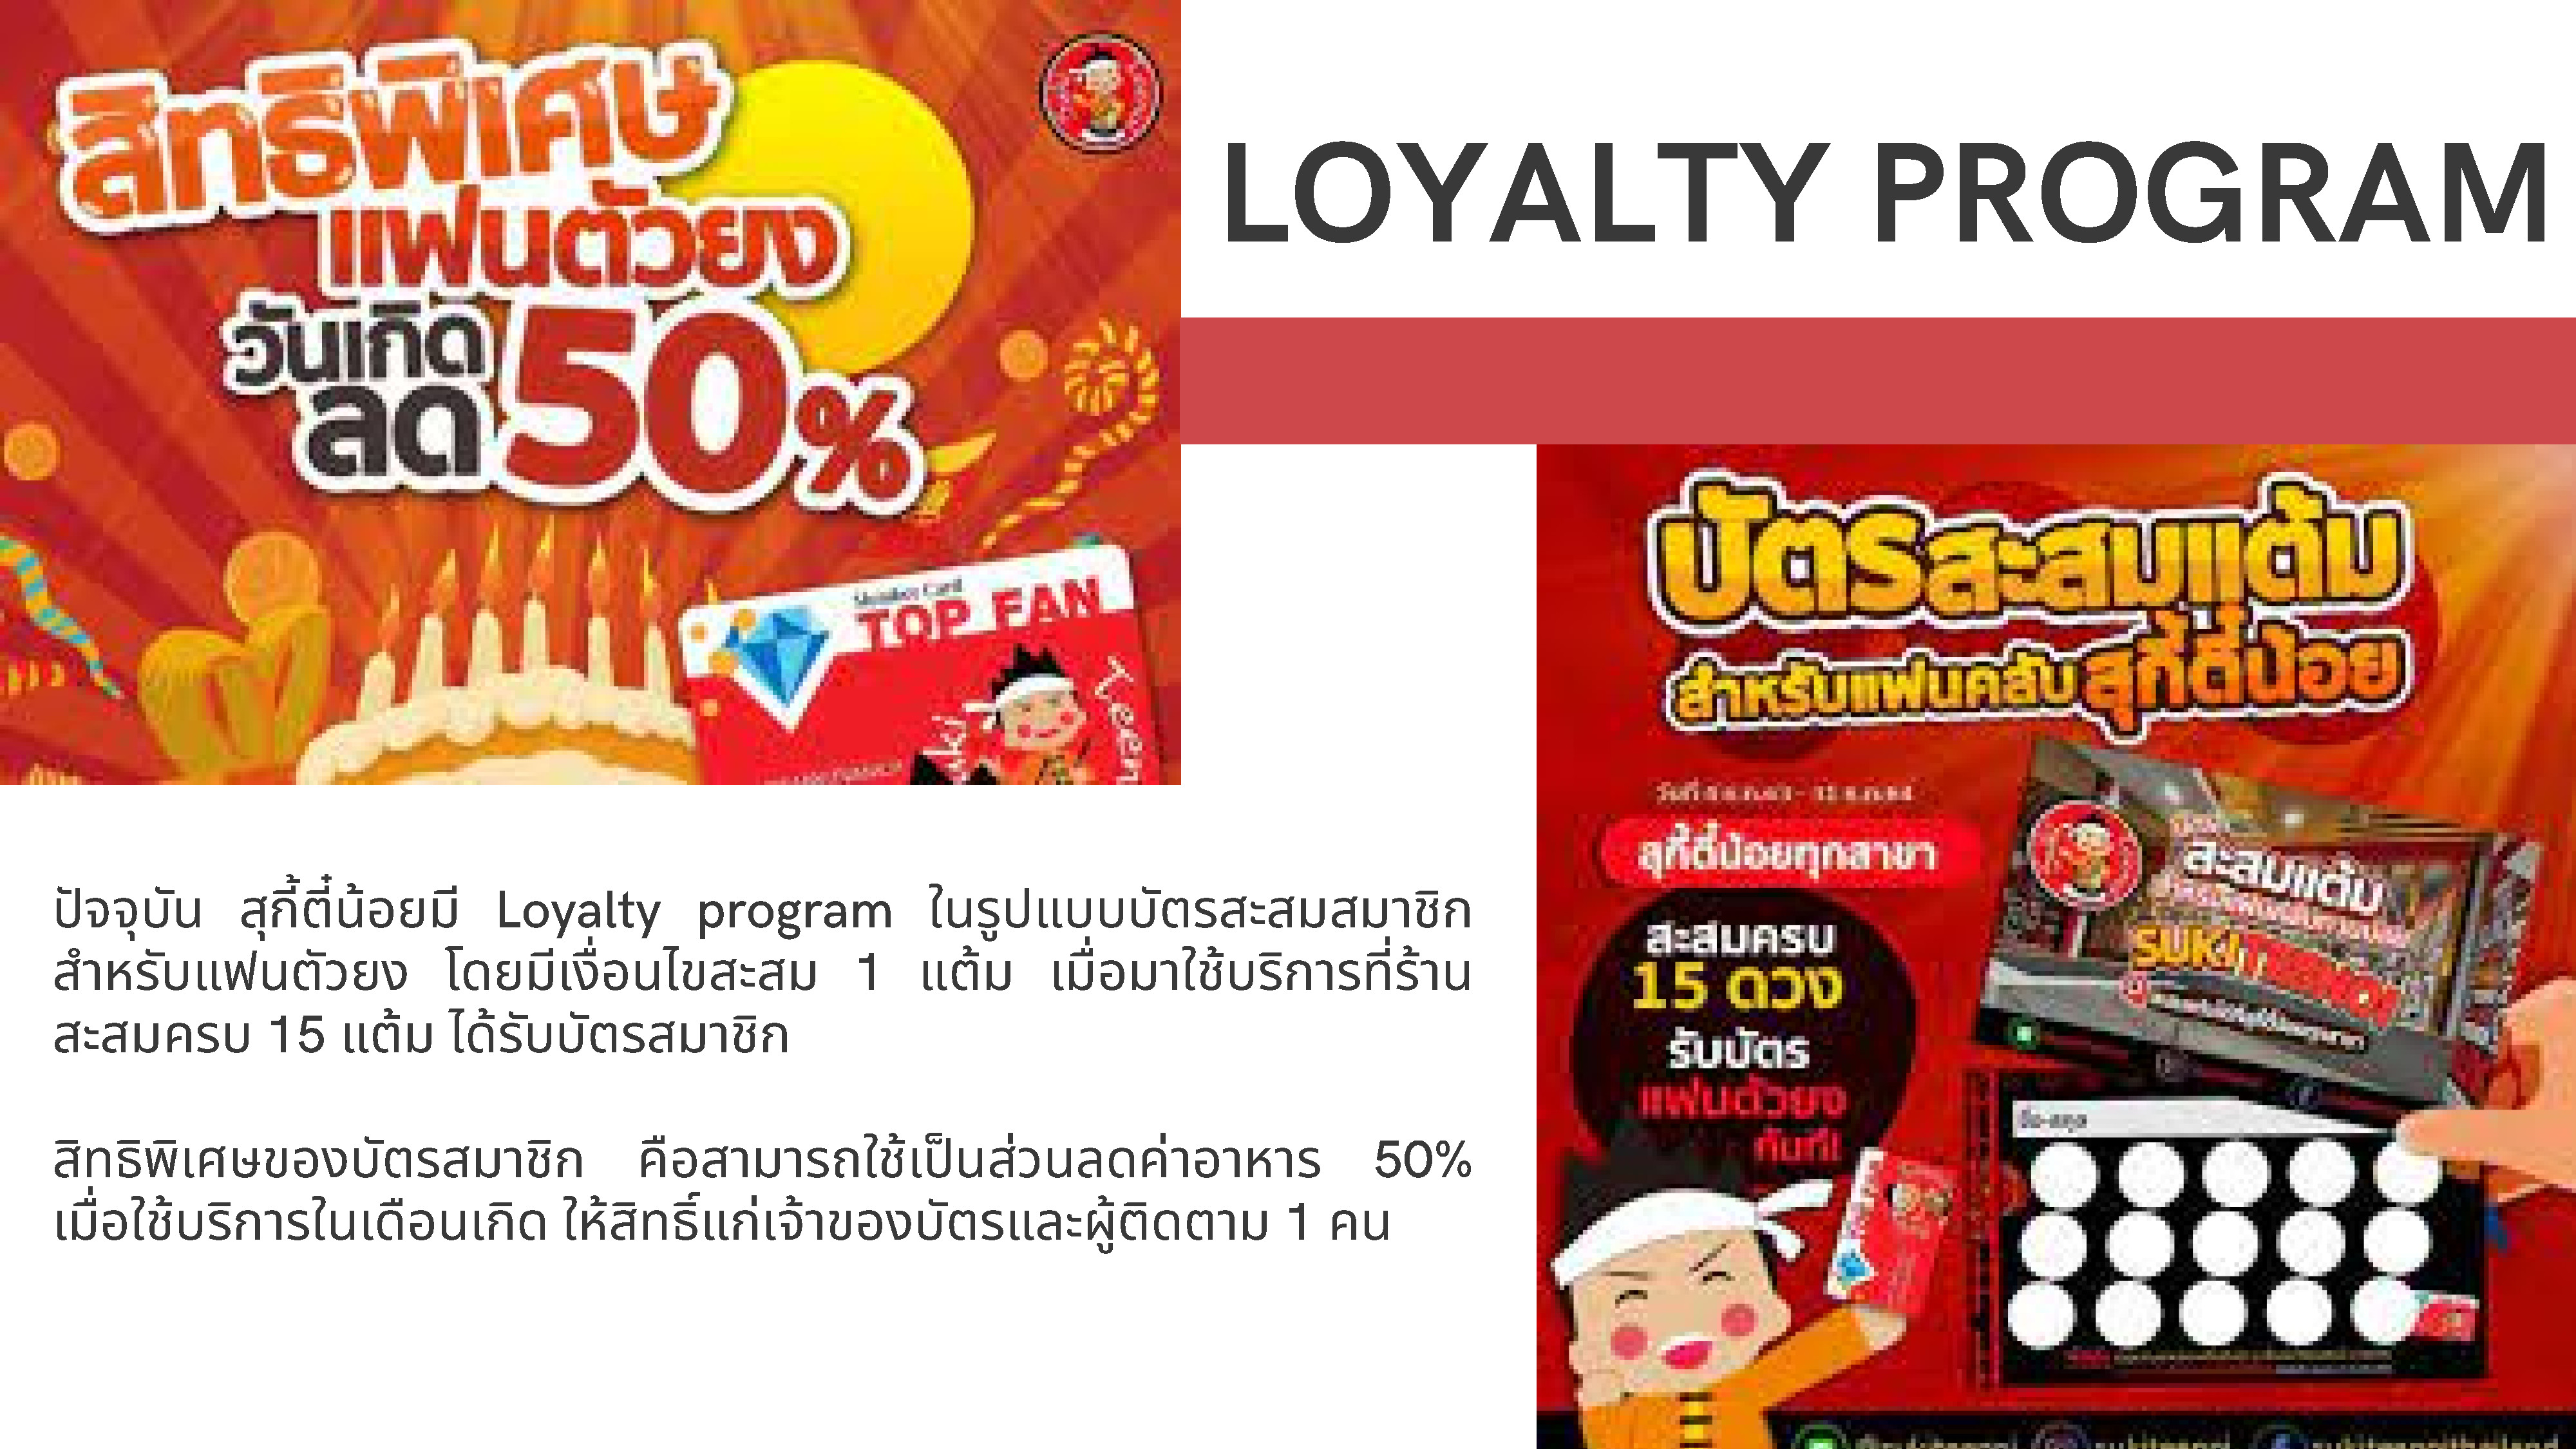 สิทธิพิเศษ
แฟนตัวยง
วันเกิด
ลด 50%
Member Card
TOP FAN
LOYALTY PROGRAM
ปัจจุบัน สุกี้ตี๋น้อยมี Loyalty program ในรูปแบบบัตรสะสมสมาชิก
สำหรับแฟนตัวยง โดยมีเงื่อนไขสะสม 1 แต้ม เมื่อมาใช้บริการที่ร้าน
สะสมครบ 15 แต้ม ได้รับบัตรสมาชิก
สิทธิพิเศษของบัตรสมาชิก คือสามารถใช้เป็นส่วนลดค่าอาหาร 50%
เมื่อใช้บริการในเดือนเกิด ให้สิทธิ์แก่เจ้าของบัตรและผู้ติดตาม 1 คน
บัตรสะสมแต้ม
สำหรับแฟนคลับสุกี้ตี๋น้อย
สุกี้ตี๋น้อยทุกสาขา
สะสมครบ
15 ดวง
รับบัตร
แฟนตัวยง
ทันที!
สะสมแต้ม
SUKI
ชื่อ-สกุล